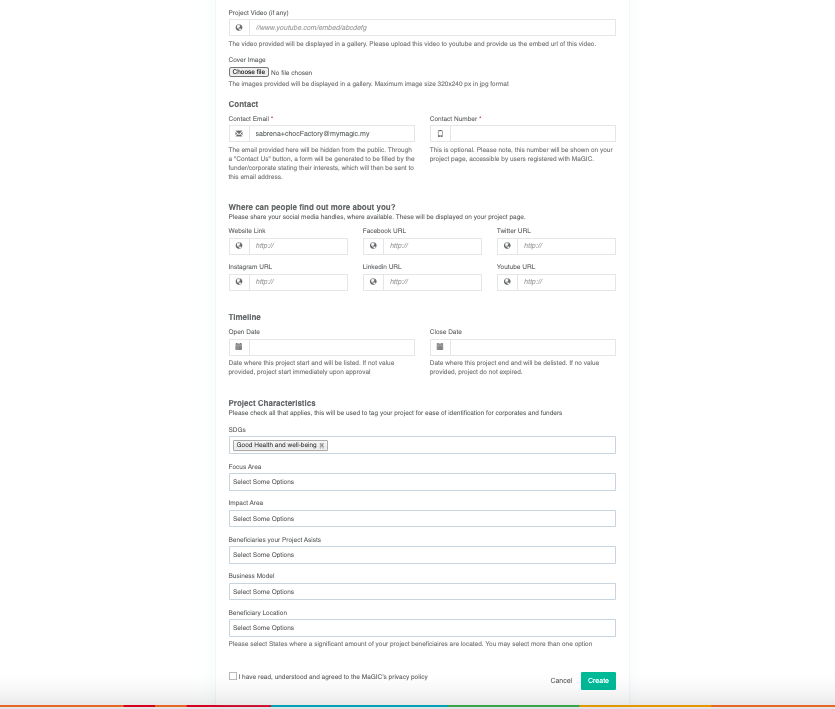 Project Video (if any)
//www.youtube.com/embed/abcdefg
The video provided will be displayed in a gallery. Please upload this video to youtube and provide us the embed url of this video.
Cover Image
Choose file No file chosen
The images provided will be displayed in a gallery. Maximum image size 320x240 px in jpg format
Contact
Contact Email *
sabrena+chocFactory@mymagic.my
The email provided here will be hidden from the public. Through
a "Contact Us" button, a form will be generated to be filled by the
funder/corporate stating their interests, which will then be sent to
this email address.
Contact Number *
This is optional. Please note, this number will be shown on your
project page, accessible by users registered with MaGIC.
Where can people find out more about you?
Please share your social media handles, where available. These will be displayed on your project page.
Website Link
http://
Facebook URL
http://
Twitter URL
http://
Instagram URL
http://
Linkedin URL
http://
Youtube URL
http://
Timeline
Open Date
Date where this project start and will be listed. If not value
provided, project start immediately upon approval
Close Date
Date where this project end and will be delisted. If no value
provided, project do not expired.
Project Characteristics
Please check all that applies, this will be used to tag your project for ease of identification for corporates and funders
SDGs
Good Health and well-being x
Focus Area
Select Some Options
Impact Area
Select Some Options
Beneficiaries your Project Asists
Select Some Options
Business Model
Select Some Options
Beneficiary Location
Select Some Options
Please select States where a significant amount of your project beneficiaires are located. You may select more than one option
I have read, understood and agreed to the MaGIC's privacy policy
Cancel
Create